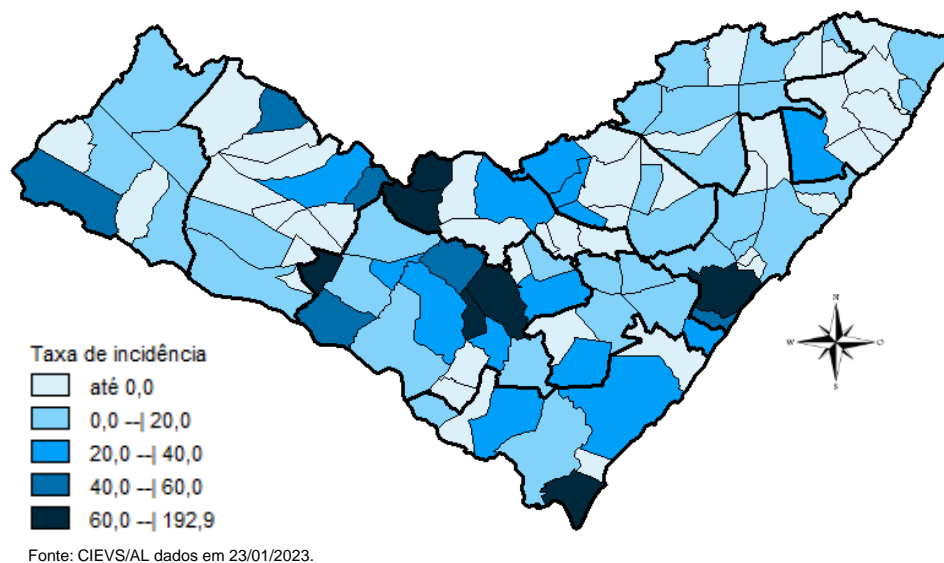 N
W
O
S
Taxa de incidência
até 0,0
0,0 --| 20,0
20,0 --| 40,0
40,0 --| 60,0
60,0 --| 192,9
Fonte: CIEVS/AL dados em 23/01/2023.